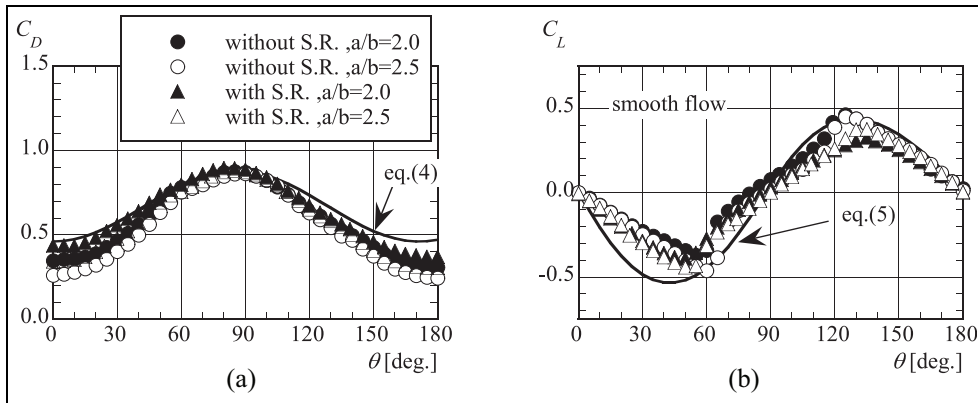 C_D
without S.R. ,a/b=2.0
without S.R. ,a/b=2.5
with S.R. ,a/b=2.0
with S.R. ,a/b=2.5
1.5
1.0
0.5
0.0
eq.(4)
0 30 60 90 120 150 180
θ [deg.]
(a)
C_L
smooth flow
0.5
0.0
-0.5
eq.(5)
0 30 60 90 120 150 180
θ [deg.]
(b)